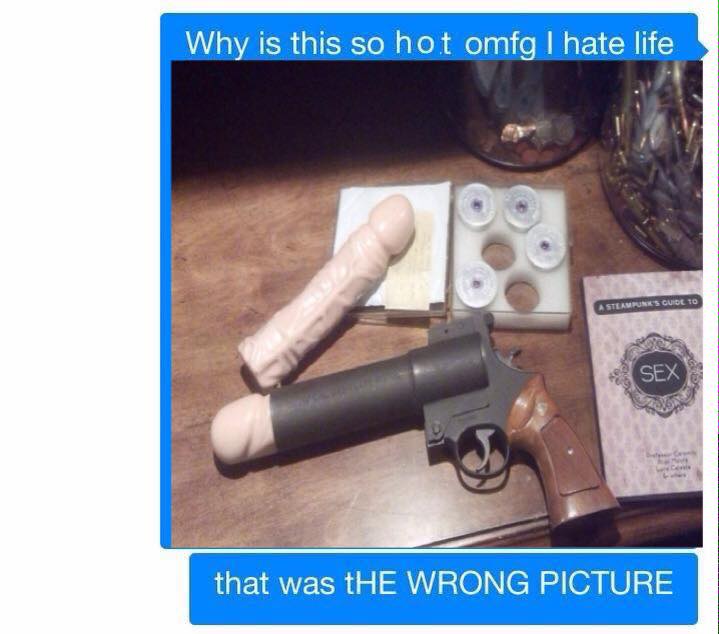 Why is this so hot omfg I hate life
A STEAMPUNK'S GUIDE TO
SEX
that was tHE WRONG PICTURE